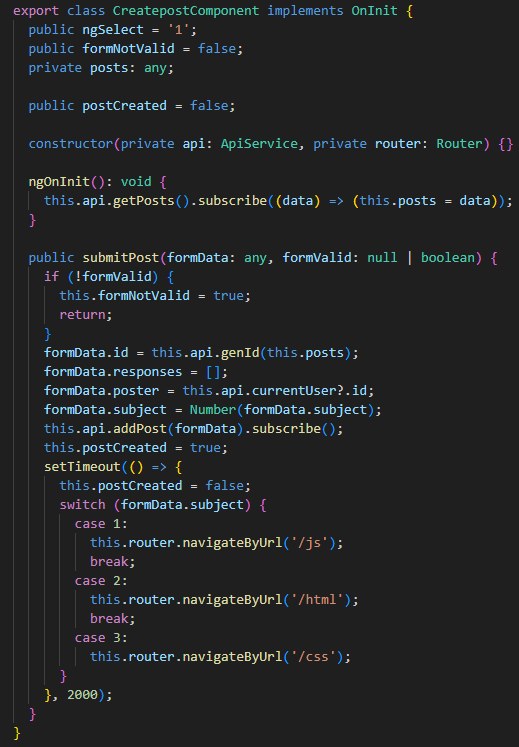 export class CreatepostComponent implements OnInit {
  public ngSelect = '1';
  public formNotValid = false;
  private posts: any;

  public postCreated = false;

  constructor(private api: ApiService, private router: Router) {}

  ngOnInit(): void {
    this.api.getPosts().subscribe((data) => (this.posts = data));
  }

  public submitPost(formData: any, formValid: null | boolean) {
    if (!formValid) {
      this.formNotValid = true;
      return;
    }
    formData.id = this.api.genId(this.posts);
    formData.responses = [];
    formData.poster = this.api.currentUser?.id;
    formData.subject = Number(formData.subject);
    this.api.addPost(formData).subscribe();
    this.postCreated = true;
    setTimeout(() => {
      this.postCreated = false;
      switch (formData.subject) {
        case 1:
          this.router.navigateByUrl('/js');
          break;
        case 2:
          this.router.navigateByUrl('/html');
          break;
        case 3:
          this.router.navigateByUrl('/css');
      }
    }, 2000);
  }
}